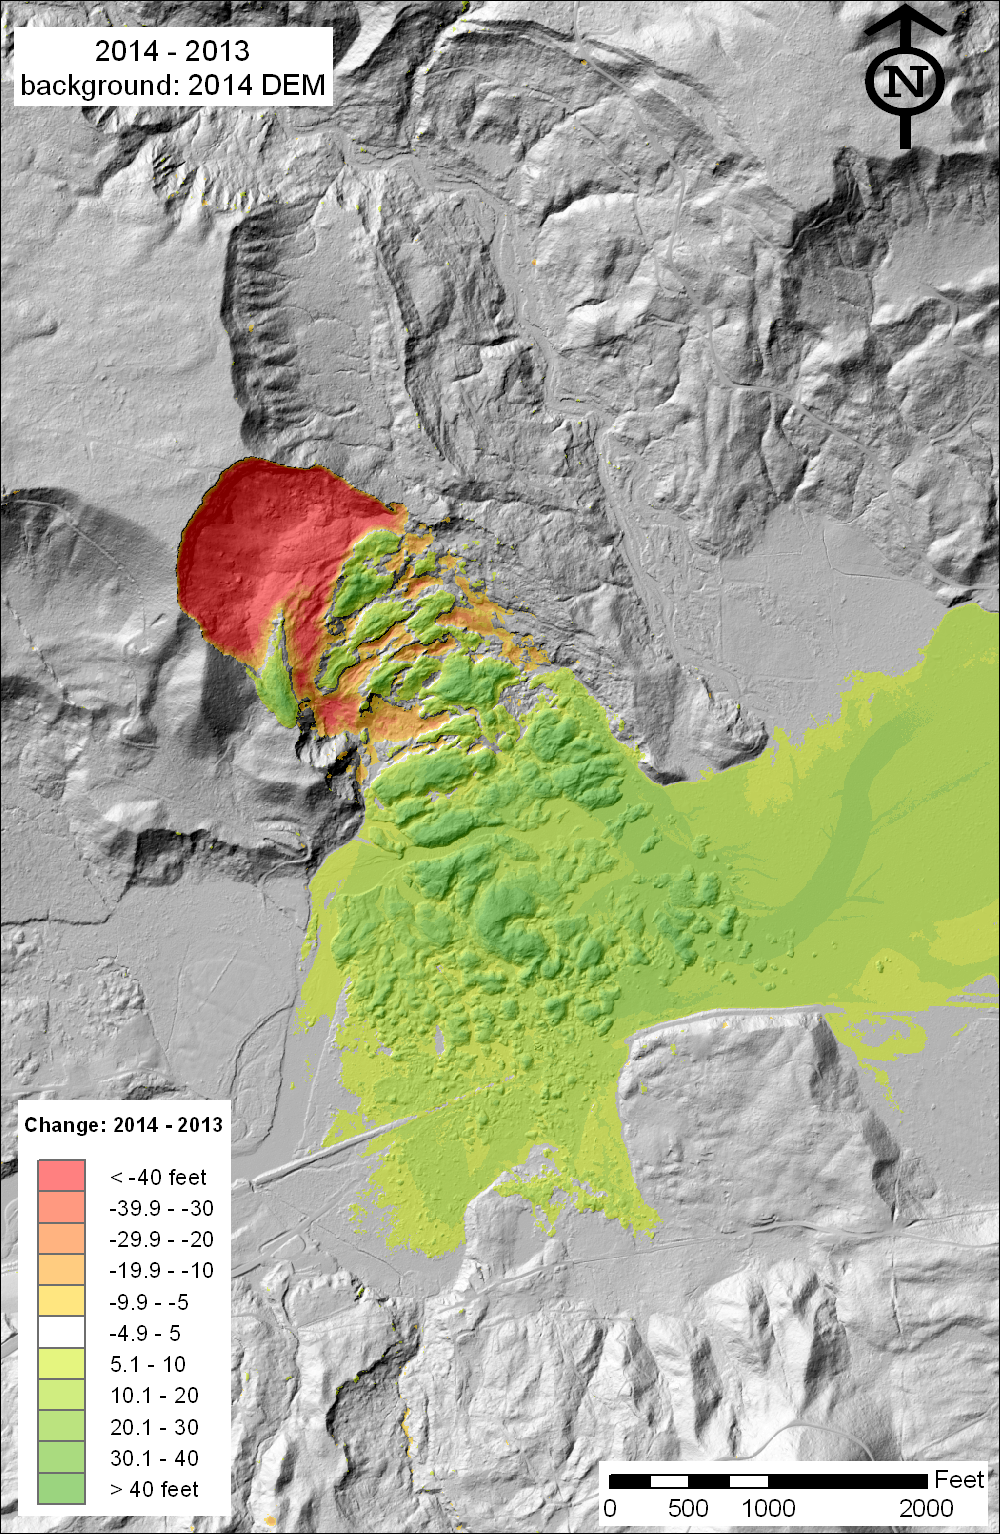 2014 - 2013
background: 2014 DEM
N
Change: 2014 - 2013
< -40 feet
-39.9 - -30
-29.9 - -20
-19.9 - -10
-9.9 - -5
-4.9 - 5
5.1 - 10
10.1 - 20
20.1 - 30
30.1 - 40
> 40 feet
Feet
0 500 1000 2000